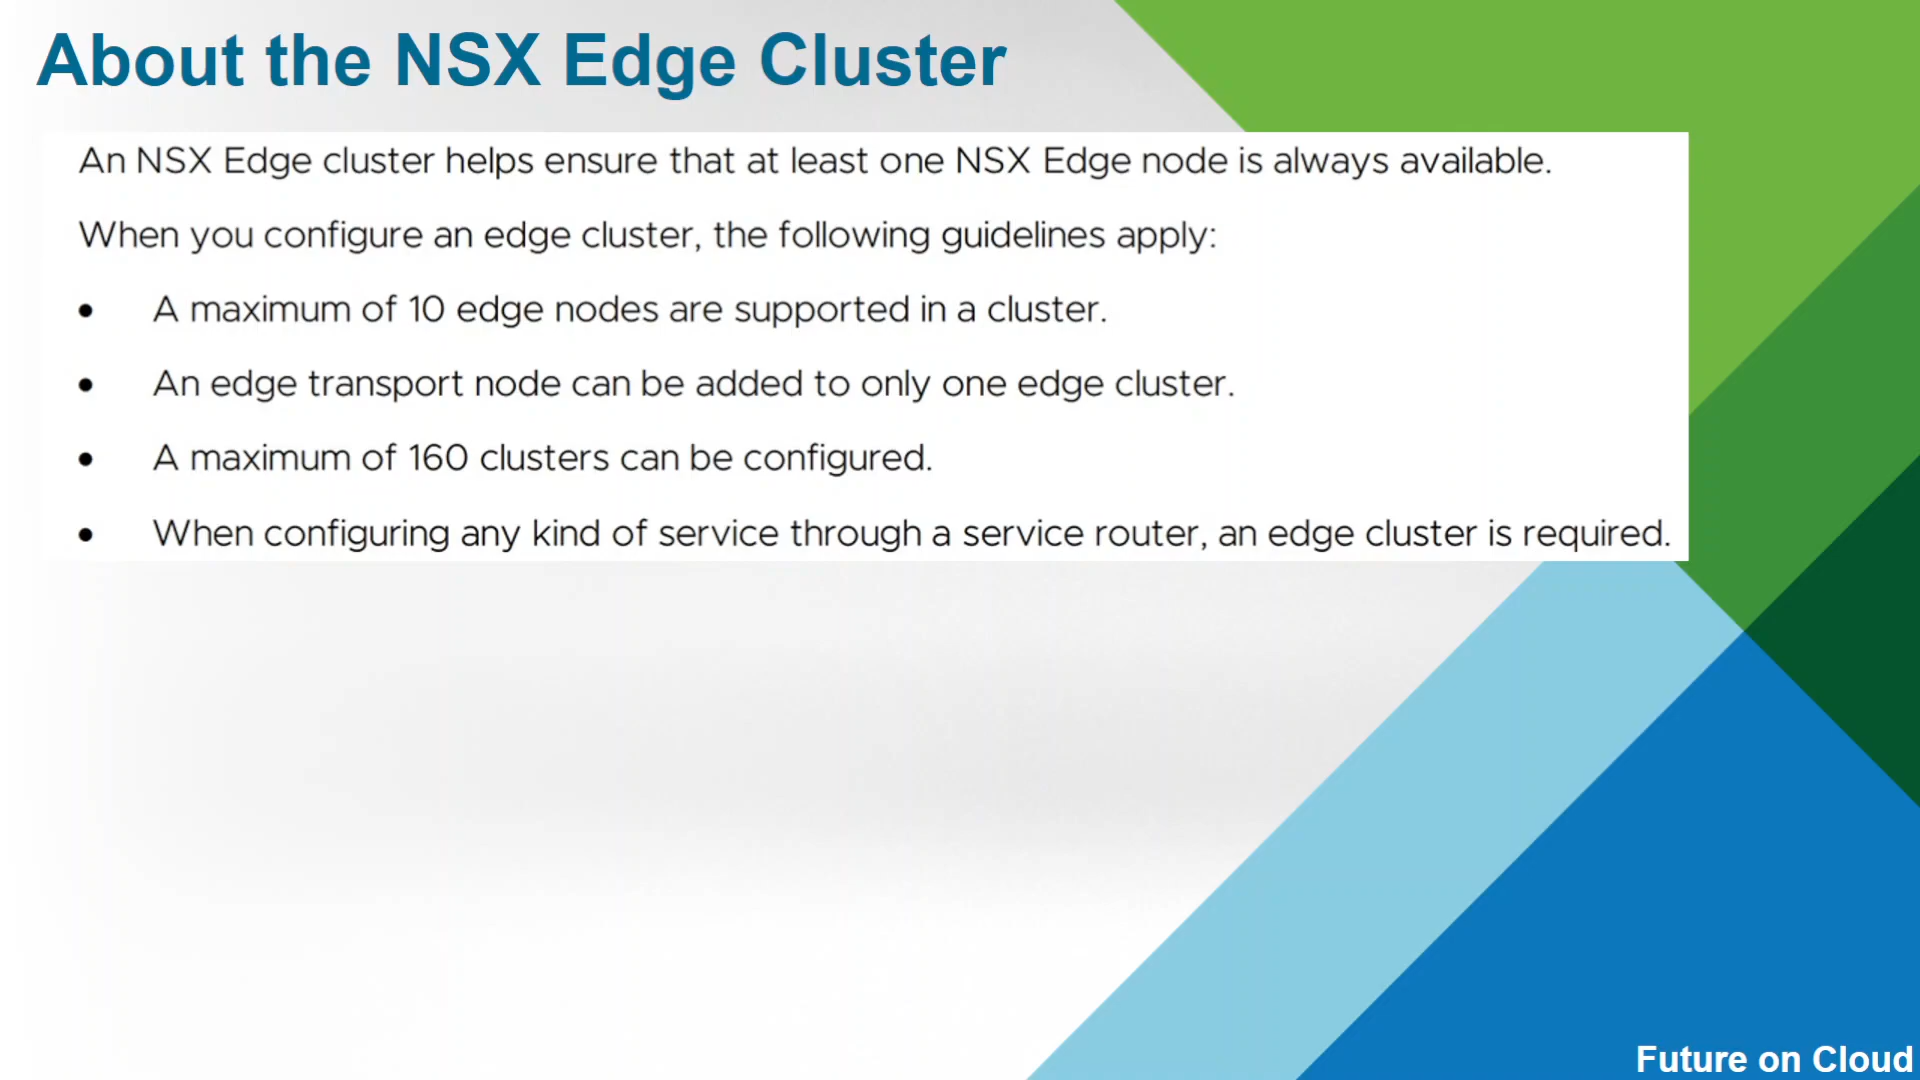 About the NSX Edge Cluster
An NSX Edge cluster helps ensure that at least one NSX Edge node is always available.
When you configure an edge cluster, the following guidelines apply:
• A maximum of 10 edge nodes are supported in a cluster.
• An edge transport node can be added to only one edge cluster.
• A maximum of 160 clusters can be configured.
• When configuring any kind of service through a service router, an edge cluster is required.
Future on Cloud